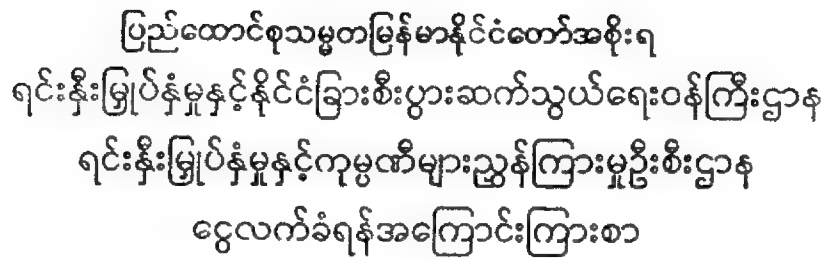 ပြည်ထောင်စုသမ္မတမြန်မာနိုင်ငံတော်အစိုးရ
ရင်းနှီးမြှုပ်နှံမှုနှင့်နိုင်ငံခြားစီးပွားဆက်သွယ်ရေးဝန်ကြီးဌာန
ရင်းနှီးမြှုပ်နှံမှုနှင့်ကုမ္ပဏီများညွှန်ကြားမှုဦးစီးဌာန
ငွေလက်ခံရန်အကြောင်းကြားစာ